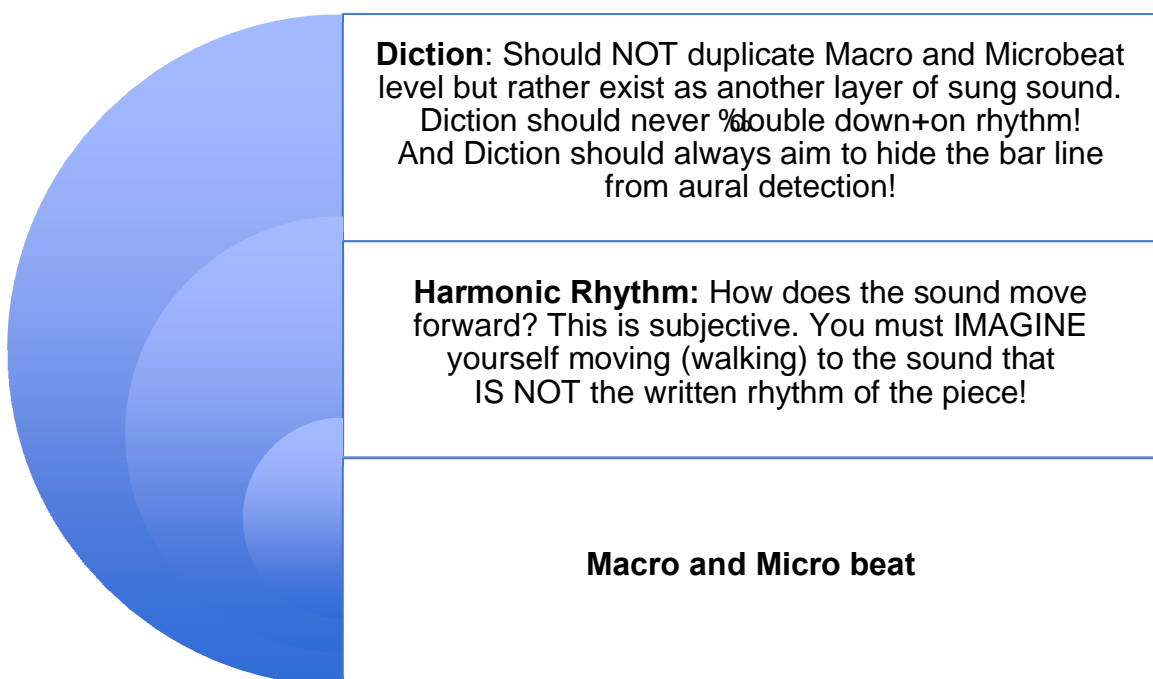 Diction: Should NOT duplicate Macro and Microbeat
level but rather exist as another layer of sung sound.
Diction should never ‰double down+on rhythm!
And Diction should always aim to hide the bar line
from aural detection!
Harmonic Rhythm: How does the sound move
forward? This is subjective. You must IMAGINE
yourself moving (walking) to the sound that
IS NOT the written rhythm of the piece!
Macro and Micro beat